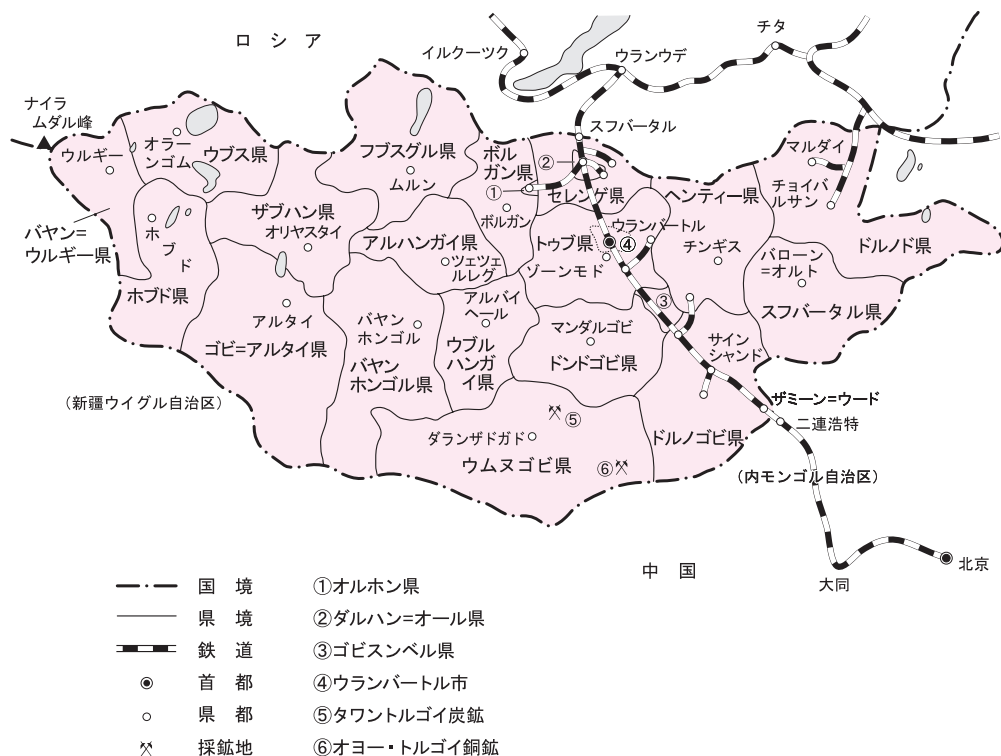 ロシア
イルクーツク
ウランウデ
チタ
ナイラ
ムダル峰
ウルギー
オラー
ンゴム
ウブス県
フブスグル県
ムルン
ボル
ガン県
②
①
ボルガン
スフバータル
セレンゲ県
ヘンティー県
マルダイ
チョイバ
ルサン
ドルノド県
バヤン=
ウルギー県
ホブド
ホブド県
ザブハン県
オリヤスタイ
アルハンガイ県
ツェツェ
ルレグ
トゥブ県
ウランバートル
④
ゾーンモド
チンギス
バローン
=オルト
スフバータル県
③
アルタイ
ゴビ=アルタイ県
バヤン
ホンゴル
バヤン
ホンゴル県
アルバイ
ヘール
ウブル
ハンガ
イ県
マンダルゴビ
ドンドゴビ県
サイン
シャンド
(新疆ウイグル自治区)
⑤
ダランザドガド
ウムヌゴビ県
⑥
ドルノゴビ県
ザミーン=ウード
二連浩特
(内モンゴル自治区)
中国
大同
北京
国境
県境
鉄道
首都
県都
採鉱地
①オルホン県
②ダルハン=オール県
③ゴビスンベル県
④ウランバートル市
⑤タワントルゴイ炭鉱
⑥オヨー・トルゴイ銅鉱